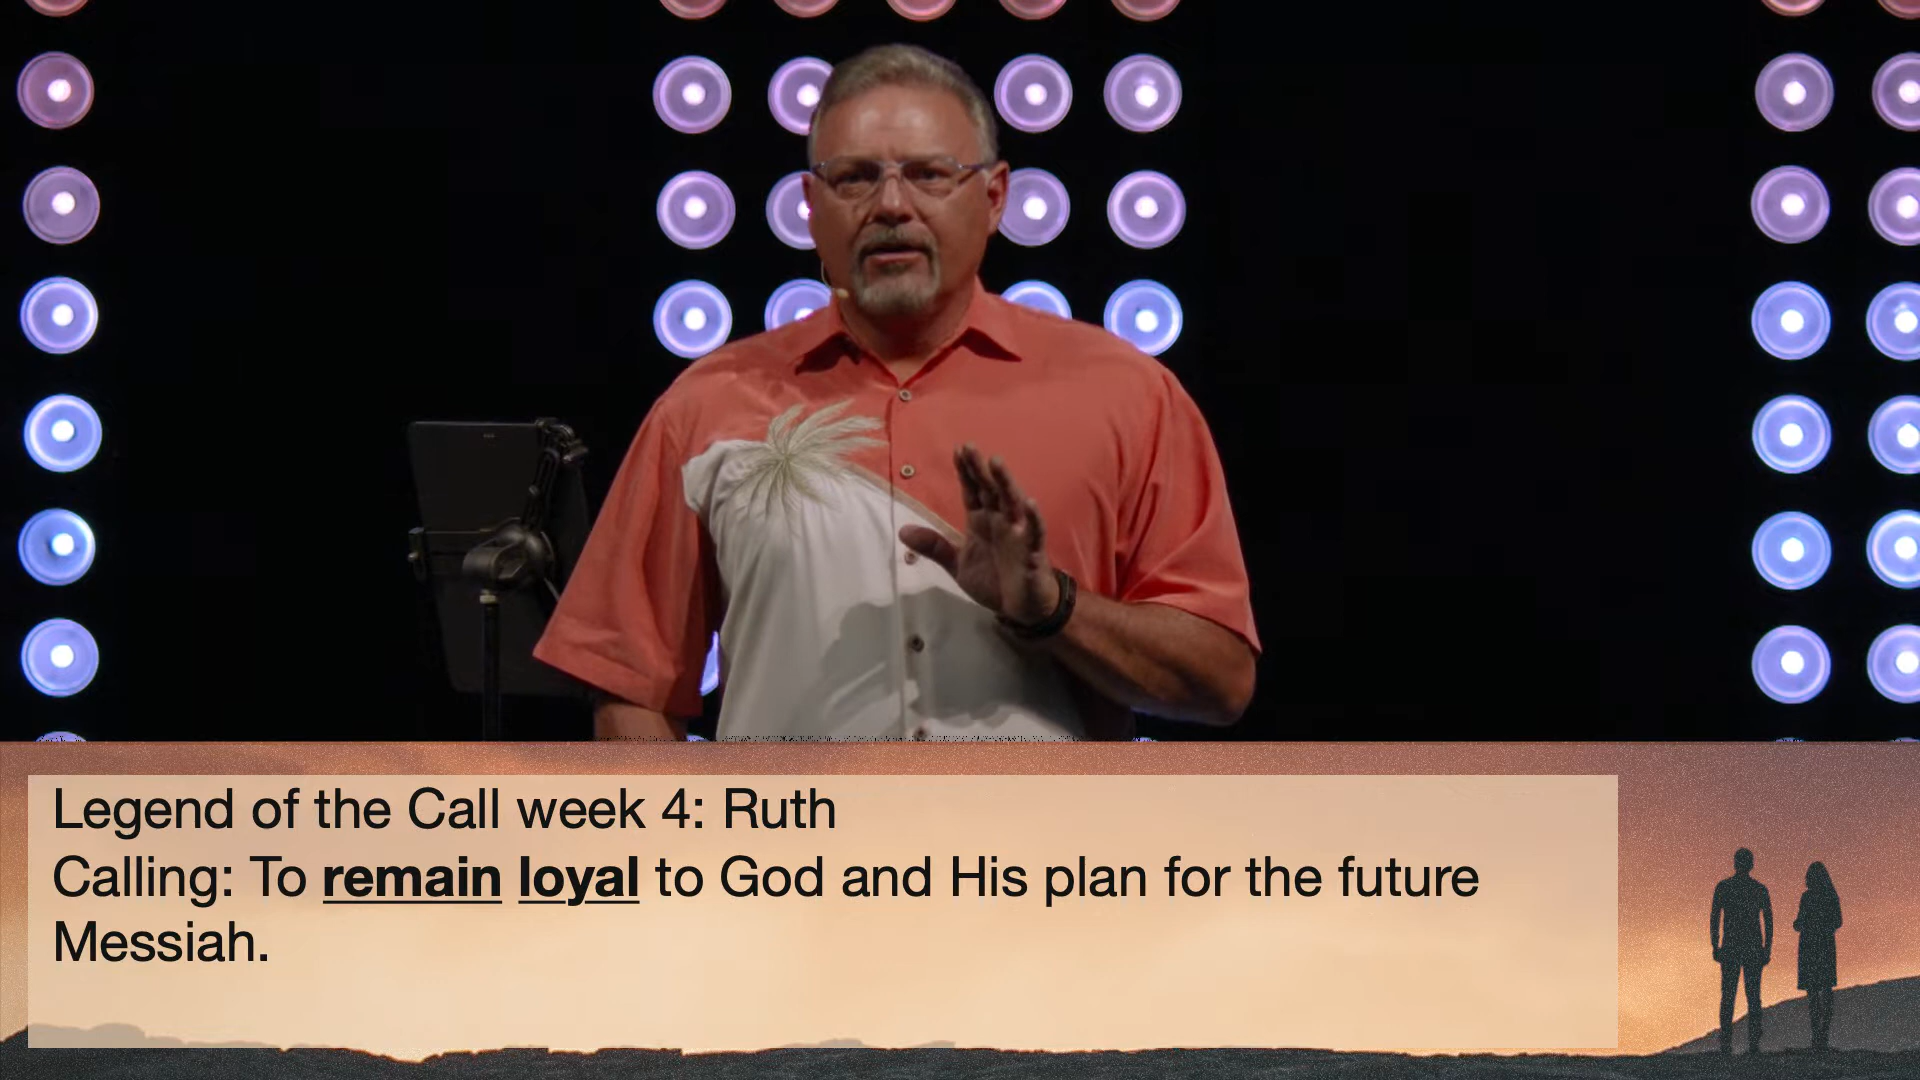 Legend of the Call week 4: Ruth
Calling: To remain loyal to God and His plan for the future
Messiah.